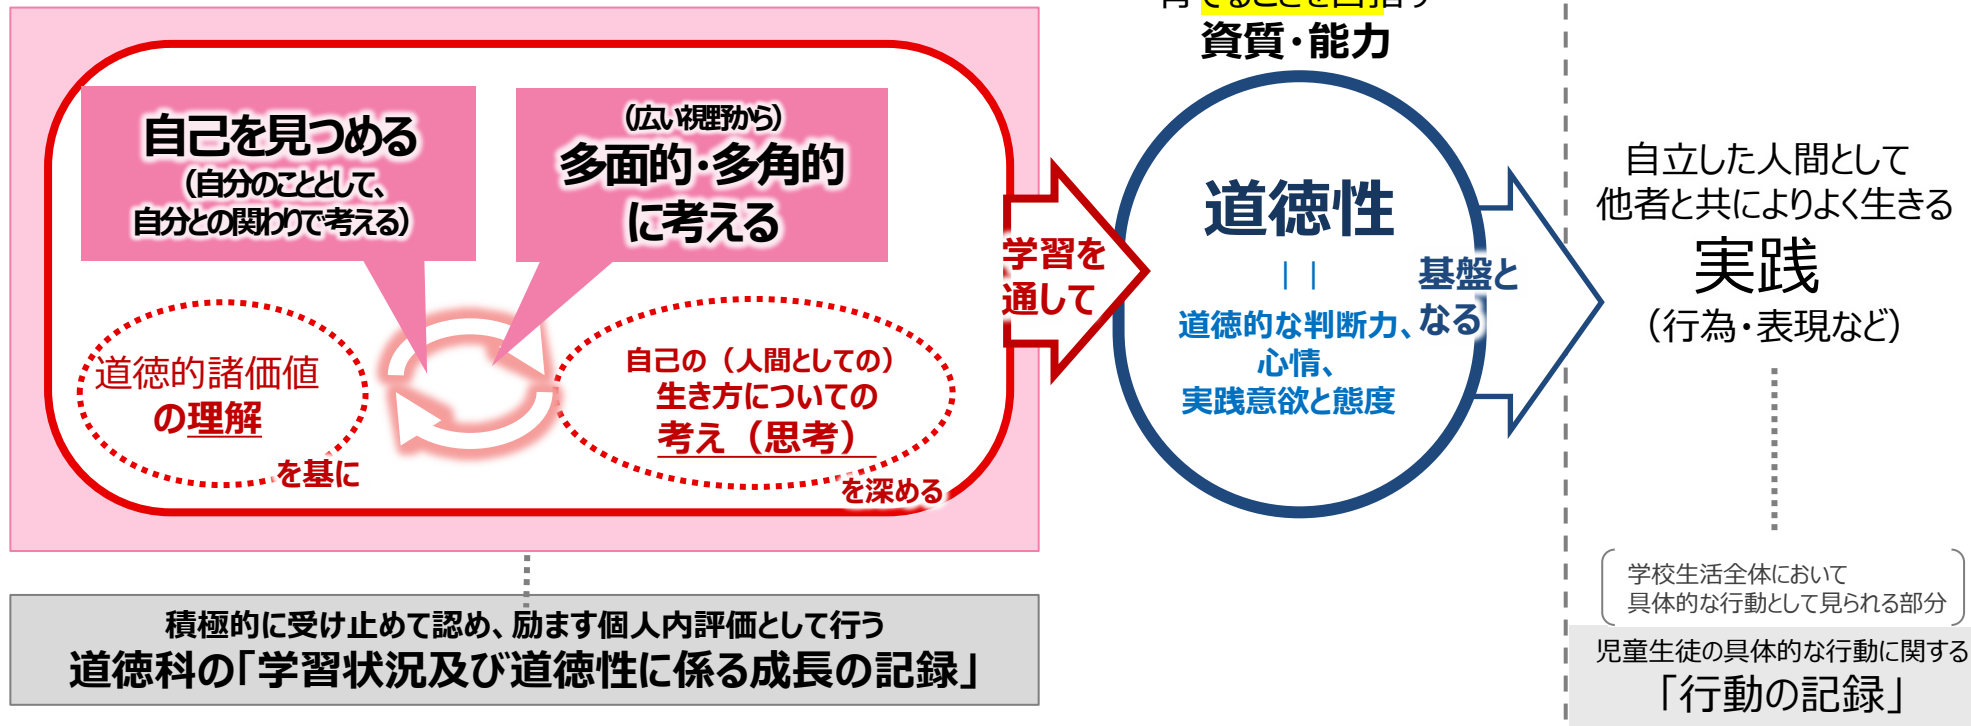 自己を見つめる
（自分のこととして、
自分との関わりで考える）
（広い視野から）
多面的・多角的
に考える
道徳的諸価値
の理解
を基に
自己の（人間としての）
生き方についての
考え（思考）
を深める
学習を
通して
資質・能力
道徳性
||
道徳的な判断力、
心情、
実践意欲と態度
基盤と
なる
自立した人間として
他者と共によりよく生きる
実践
（行為・表現など）
学校生活全体において
具体的な行動として見られる部分
児童生徒の具体的な行動に関する
「行動の記録」
積極的に受け止めて認め、励ます個人内評価として行う
道徳科の「学習状況及び道徳性に係る成長の記録」